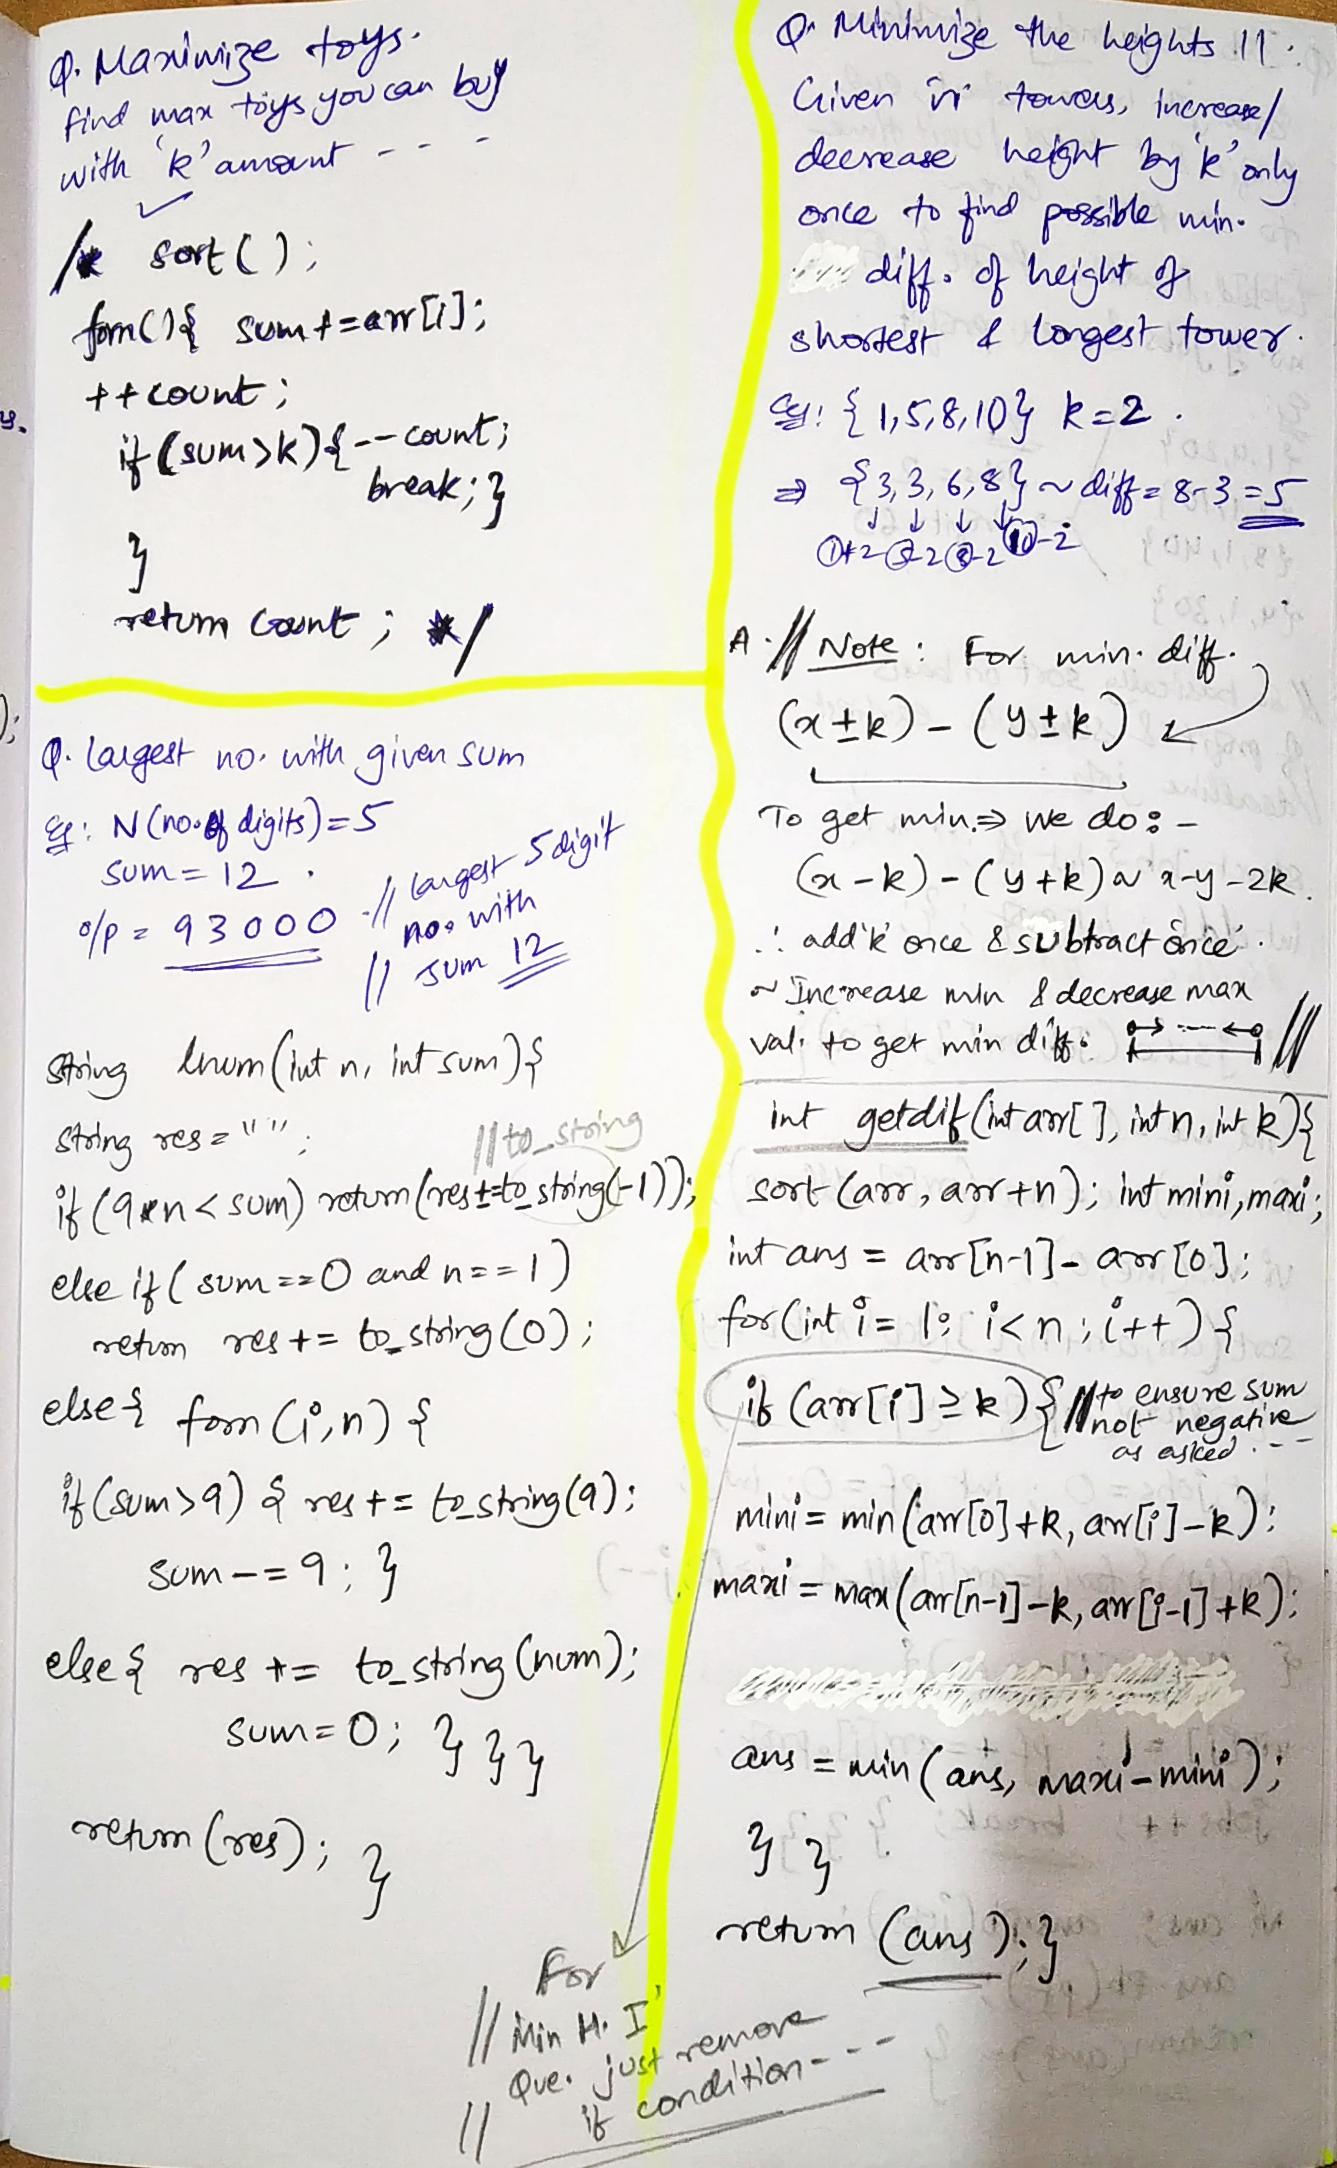 Q. Maximize toys.
find max toys you can buy
with 'k' amount - - -
/* sort();
forn(){ sum+=arr[i];
++count;
if(sum>k){--count;
break;}
}
return count; */
Q. Largest no. with given sum
Eg: N(no. of digits)=5
sum=12.
o/p = 93000 // largest 5 digit
no. with
// sum 12
string lnum(int n, int sum){
string res = "";
//to_string
if(9*n<sum) return(res+=to_string(-1));
else if(sum==0 and n==1)
return res+= to_string(0);
else{ forn(i,n){
if(sum>9){ res+= to_string(9);
sum-=9;}
else{ res += to_string(num);
sum=0; } } }
return(res); }
Q. Minimize the heights II.
Given 'n' towers, increase/
decrease height by 'k' only
once to find possible min.
diff. of height of
shortest & longest tower.
Eg: {1,5,8,10} k=2.
⇒ {3,3,6,8} ~ diff = 8-3 = 5
↓ ↓ ↓ ↓
①+2 ⑤-2 ⑧-2 ⑩-2
A. // Note: For min. diff.
(x±k) - (y±k)
To get min. ⇒ we do:-
(x-k) - (y+k) ~ x-y-2k.
∴ add 'k' once & subtract once.
~ Increase min & decrease max
val. to get min diff. //
int getdif(int arr[], int n, int k){
sort(arr, arr+n); int mini, maxi;
int ans = arr[n-1] - arr[0];
for(int i = 1; i<n; i++){
if(arr[i]≥k){ //to ensure sum
//not negative
as asked . - - -
mini = min(arr[0]+k, arr[i]-k);
maxi = max(arr[n-1]-k, arr[i-1]+k);
ans = min(ans, maxi-mini);
} }
return (ans);}
For
// Min H. I
Que. just remove
// if condition - - -